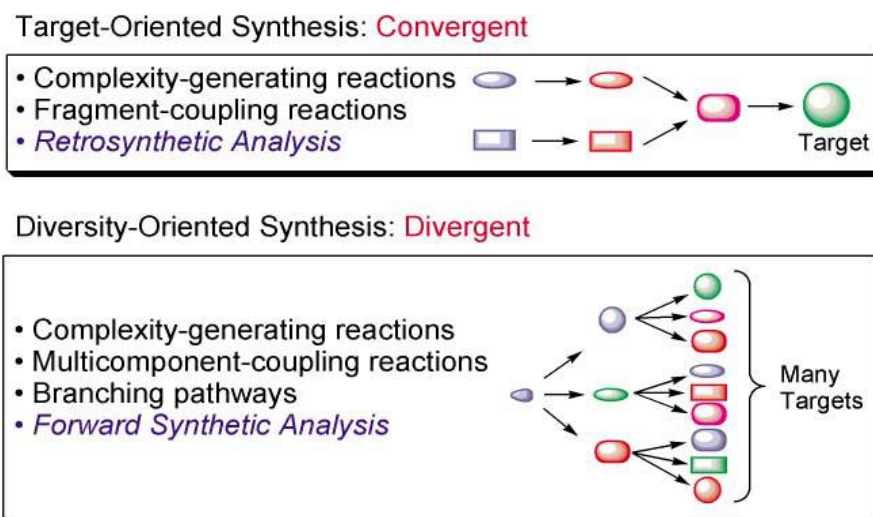 Target-Oriented Synthesis: Convergent
• Complexity-generating reactions
• Fragment-coupling reactions
• Retrosynthetic Analysis
Target
Diversity-Oriented Synthesis: Divergent
• Complexity-generating reactions
• Multicomponent-coupling reactions
• Branching pathways
• Forward Synthetic Analysis
Many
Targets